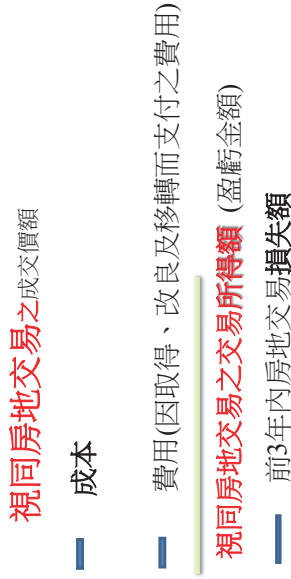 視同房地交易之成交價額
成本
費用(因取得、改良及移轉而支付之費用)
視同房地交易之交易所得額 (盈虧金額)
前3年內房地交易損失額